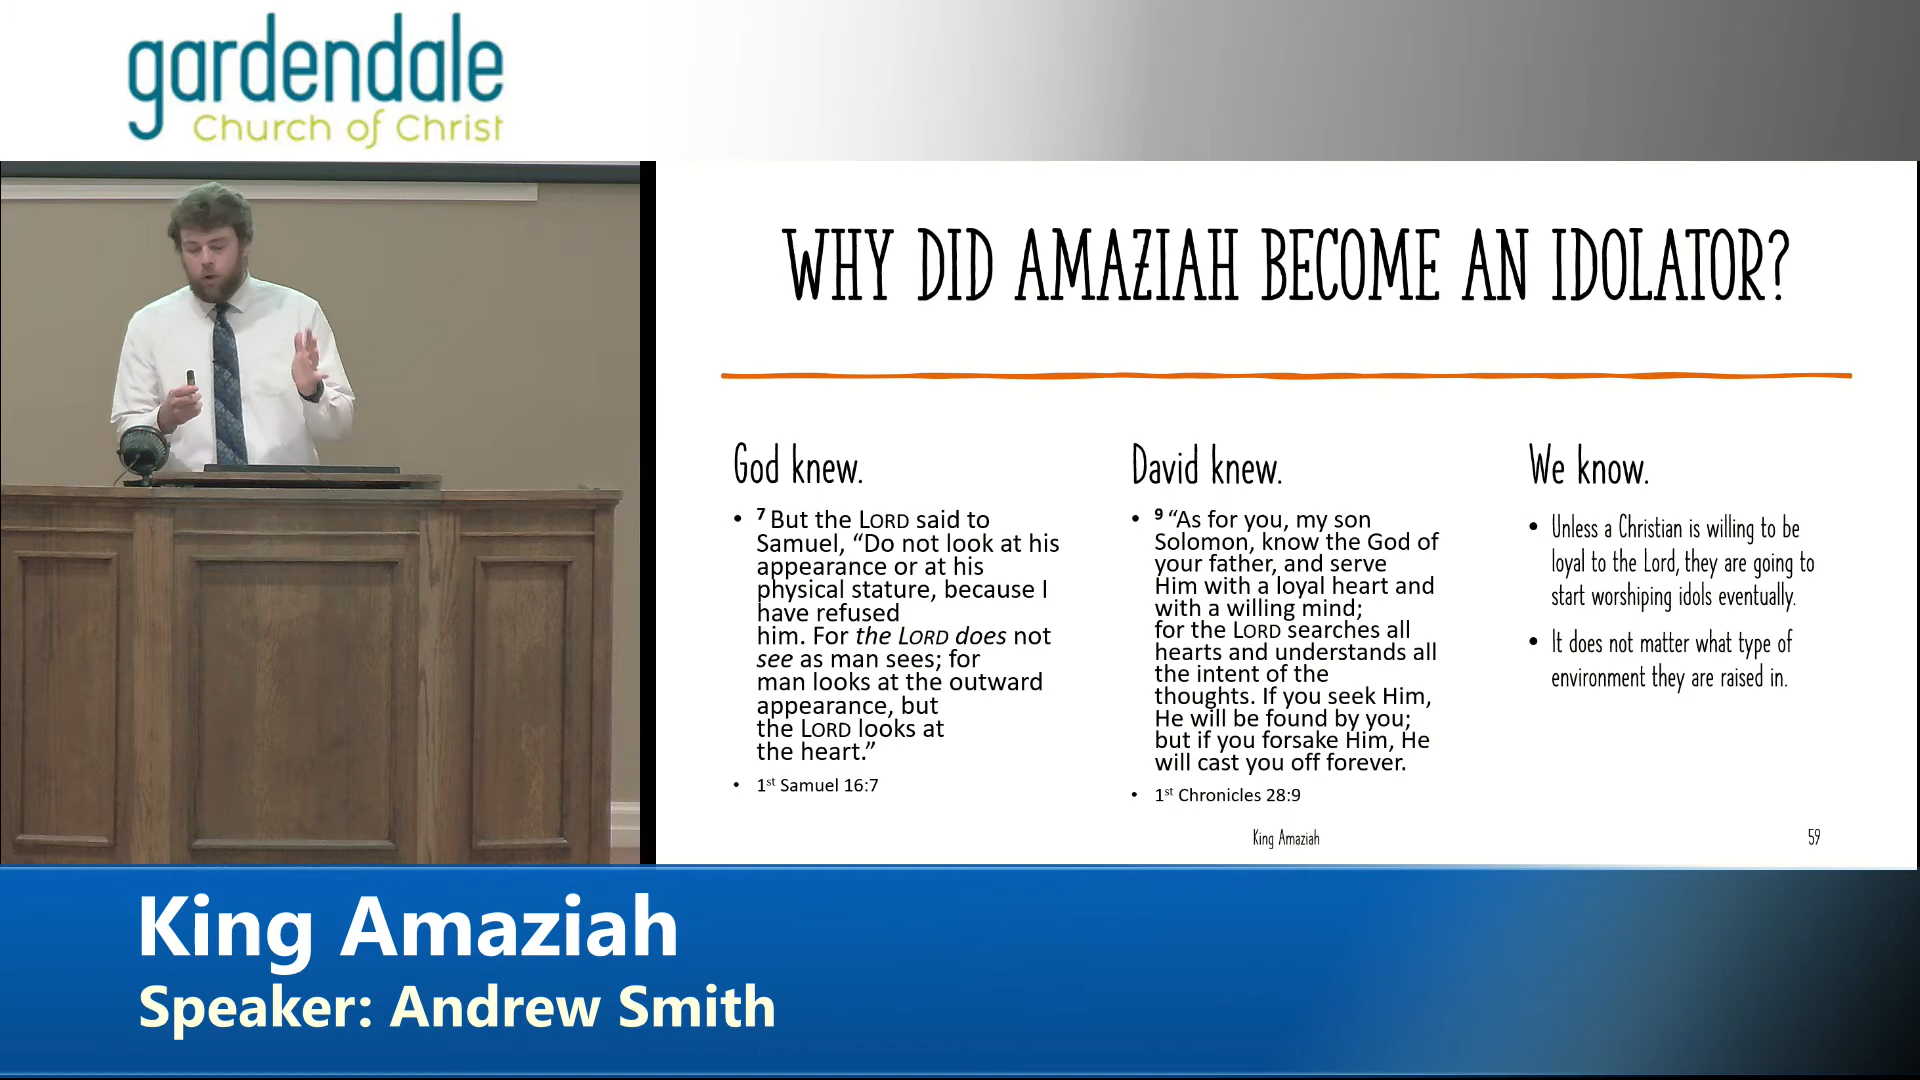 gardendale
Church of Christ
WHY DID AMAZIAH BECOME AN IDOLATOR?
God knew.
• 7 But the LORD said to
Samuel, “Do not look at his
appearance or at his
physical stature, because I
have refused
him. For the LORD does not
see as man sees; for
man looks at the outward
appearance, but
the LORD looks at
the heart.”
• 1st Samuel 16:7
David knew.
• 9 “As for you, my son
Solomon, know the God of
your father, and serve
Him with a loyal heart and
with a willing mind;
for the LORD searches all
hearts and understands all
the intent of the
thoughts. If you seek Him,
He will be found by you;
but if you forsake Him, He
will cast you off forever.
• 1st Chronicles 28:9
We know.
• Unless a Christian is willing to be
loyal to the Lord, they are going to
start worshiping idols eventually.
• It does not matter what type of
environment they are raised in.
King Amaziah
59
King Amaziah
Speaker: Andrew Smith